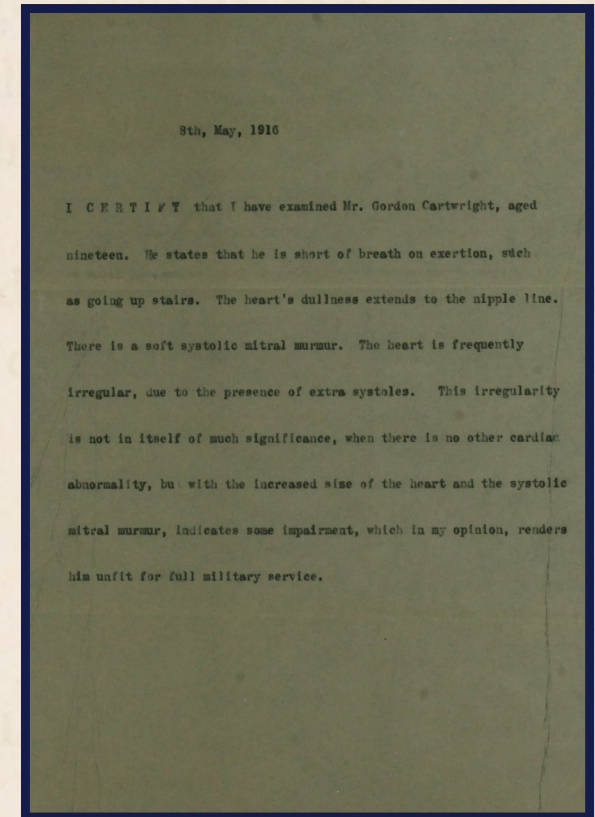 8th, May, 1916
I C E R T I F Y that I have examined Mr. Gordon Cartwright, aged
nineteen. He states that he is short of breath on exertion, such
as going up stairs. The heart's dullness extends to the nipple line.
There is a soft systolic mitral murmur. The heart is frequently
irregular, due to the presence of extra systoles. This irregularity
is not in itself of much significance, when there is no other cardiac
abnormality, bu with the increased size of the heart and the systolic
mitral murmur, indicates some impairment, which in my opinion, renders
him unfit for full military service.